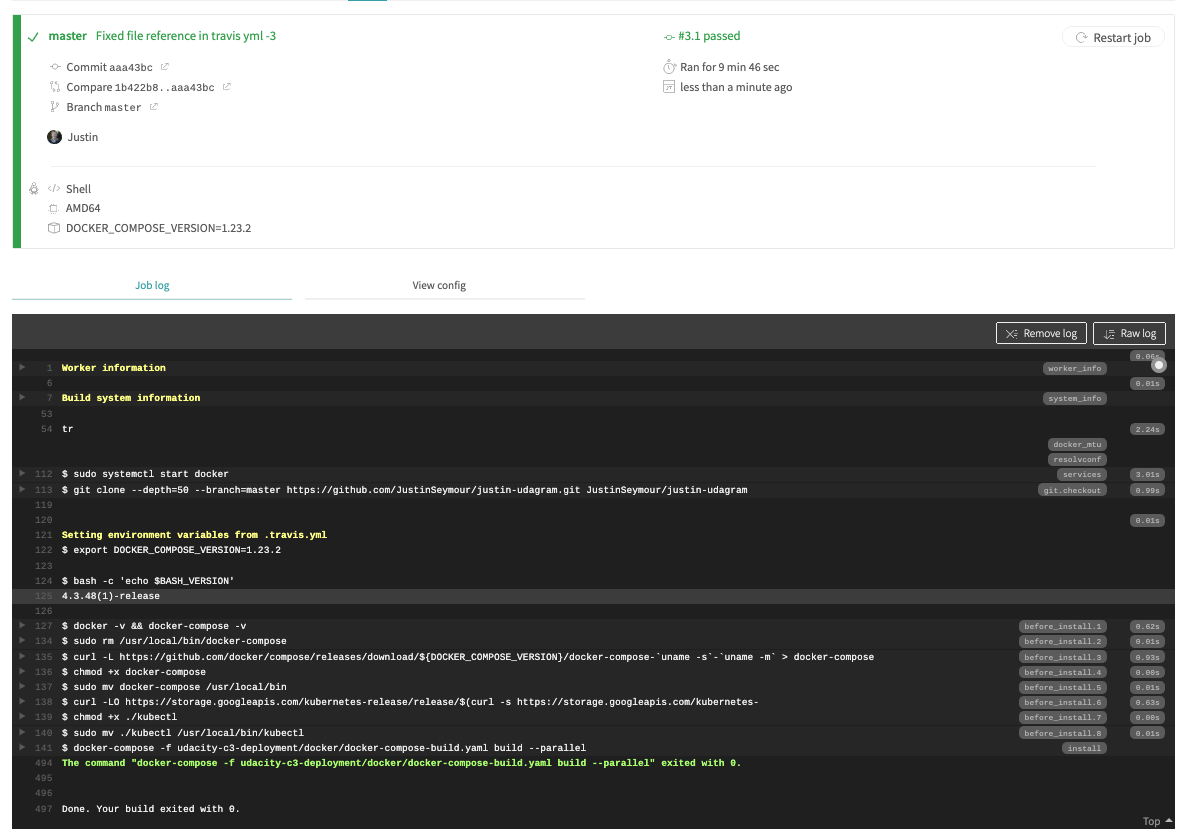 master Fixed file reference in travis yml -3
#3.1 passed
Restart job
Commit aaa43bc
Ran for 9 min 46 sec
Compare 1b422b8..aaa43bc
less than a minute ago
Branch master
Justin
Shell
AMD64
DOCKER_COMPOSE_VERSION=1.23.2
Job log
View config
Remove log
Raw log
0.06s
1 Worker information worker_info
6 0.01s
7 Build system information system_info
53
54 tr 2.24s
docker_mtu
resolvconf
112 $ sudo systemctl start docker services 3.01s
113 $ git clone --depth=50 --branch=master https://github.com/JustinSeymour/justin-udagram.git JustinSeymour/justin-udagram git.checkout 0.99s
119
120 0.01s
121 Setting environment variables from .travis.yml
122 $ export DOCKER_COMPOSE_VERSION=1.23.2
123
124 $ bash -c 'echo $BASH_VERSION'
125 4.3.48(1)-release
126
127 $ docker -v && docker-compose -v before_install.1 0.62s
134 $ sudo rm /usr/local/bin/docker-compose before_install.2 0.01s
135 $ curl -L https://github.com/docker/compose/releases/download/${DOCKER_COMPOSE_VERSION}/docker-compose-`uname -s`-`uname -m` > docker-compose before_install.3 0.93s
136 $ chmod +x docker-compose before_install.4 0.00s
137 $ sudo mv docker-compose /usr/local/bin before_install.5 0.01s
138 $ curl -LO https://storage.googleapis.com/kubernetes-release/release/$(curl -s https://storage.googleapis.com/kubernetes- before_install.6 0.63s
139 $ chmod +x ./kubectl before_install.7 0.00s
140 $ sudo mv ./kubectl /usr/local/bin/kubectl before_install.8 0.01s
141 $ docker-compose -f udacity-c3-deployment/docker/docker-compose-build.yaml build --parallel install
494 The command "docker-compose -f udacity-c3-deployment/docker/docker-compose-build.yaml build --parallel" exited with 0.
495
496
497 Done. Your build exited with 0.
Top